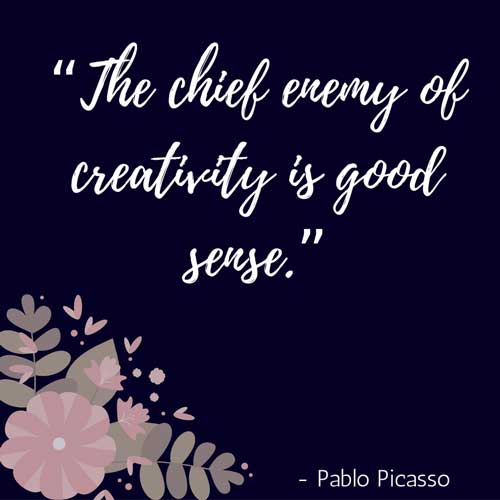 “The chief enemy of
creativity is good
sense.”
- Pablo Picasso